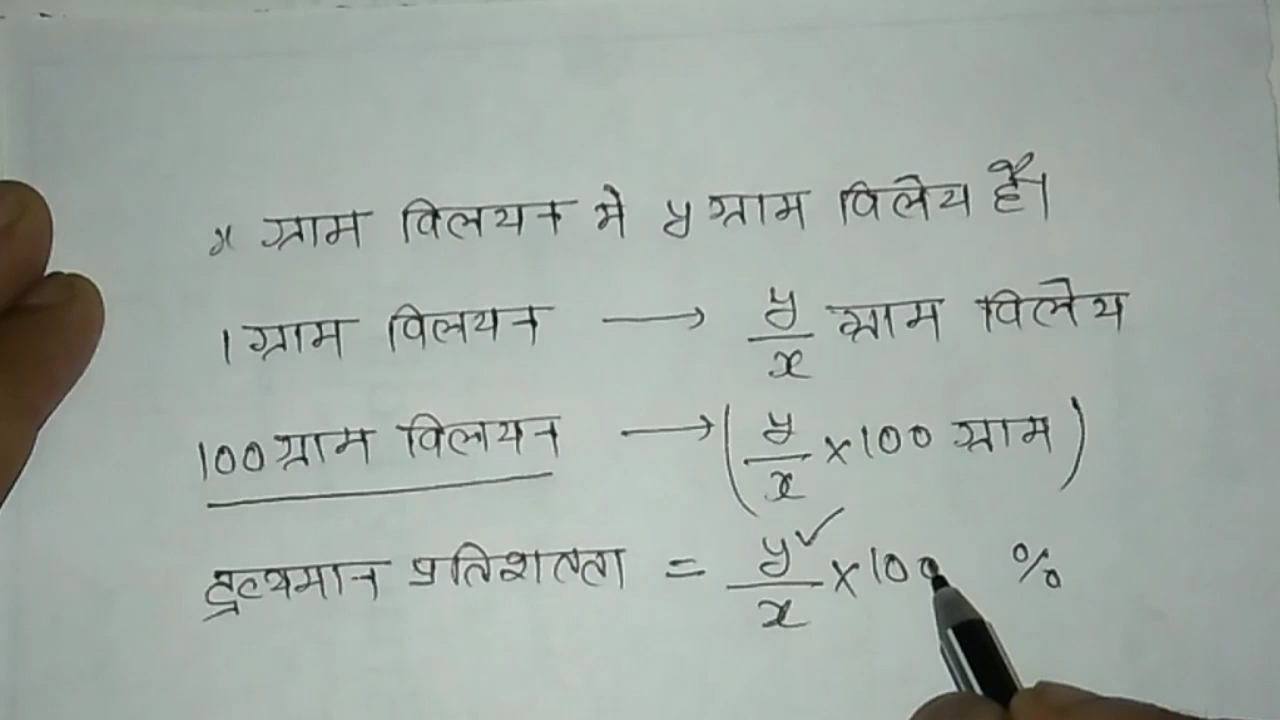 x ग्राम विलयन मे y ग्राम विलेय है।
1 ग्राम विलयन → y/x ग्राम विलेय
100 ग्राम विलयन → (y/x × 100 ग्राम)
द्रव्यमान प्रतिशतता = y/x × 100 %